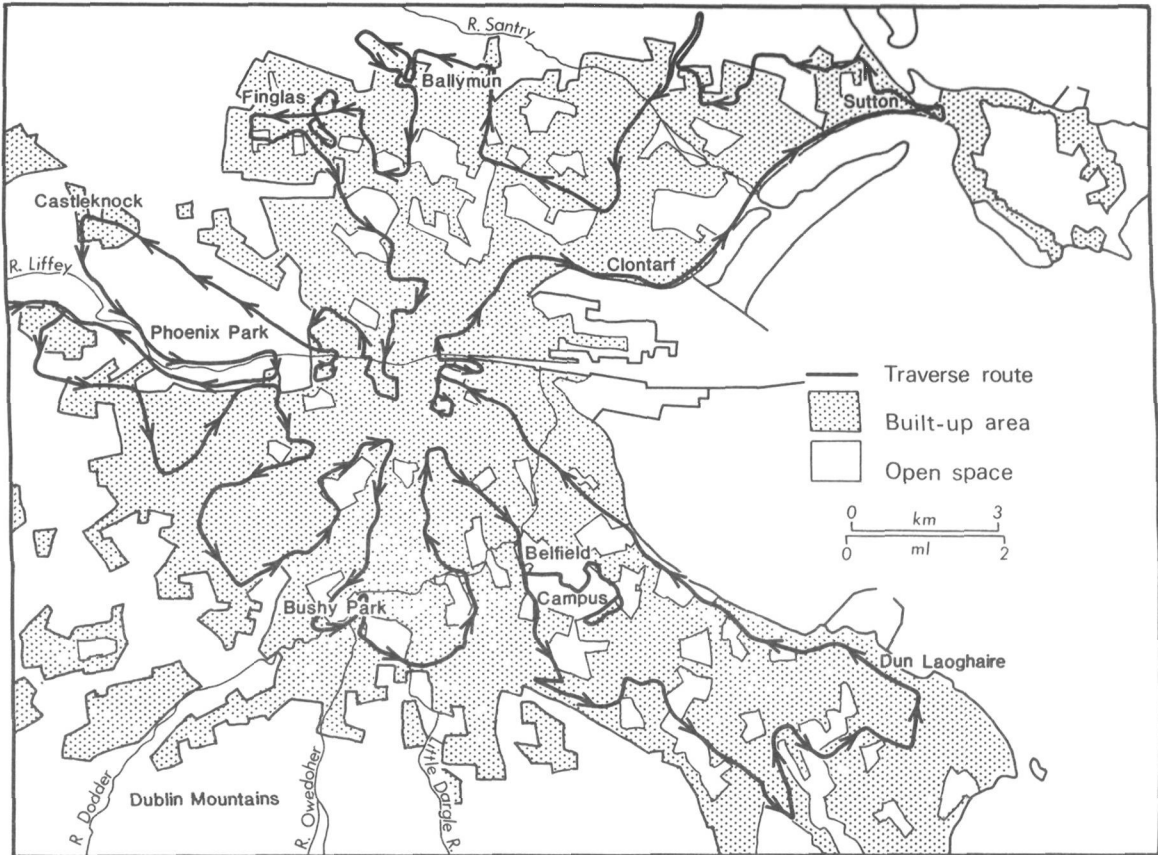 R. Santry
Ballymun
Finglas
Sutton
Castleknock
R. Liffey
Clontarf
Phoenix Park
Traverse route
Built-up area
Open space
0 km 3
0 ml 2
Belfield
Campus
Bushy Park
Dun Laoghaire
R Dodder
Dublin Mountains
R. Owedoher
Little Dargle R.